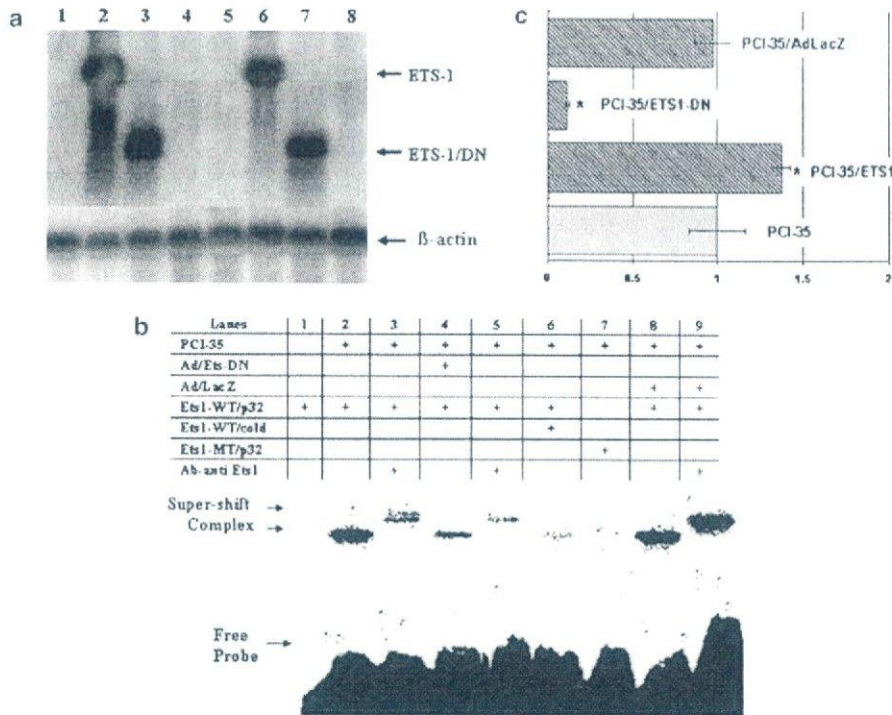 a
1 2 3 4 5 6 7 8
ETS-1
ETS-1/DN
ß-actin
c
PCI-35/AdLacZ
* PCI-35/ETS1-DN
* PCI-35/ETS1
PCI-35
0 0.5 1 1.5 2
b
Lanes 1 2 3 4 5 6 7 8 9
PCI-35 + + + + + + + +
Ad/Ets-DN +
Ad/LacZ + +
Ets1-WT/p32 + + + + + + + +
Ets1-WT/cold +
Ets1-MT/p32 +
Ab-anti Ets1 + + +
Super-shift
Complex
Free
Probe